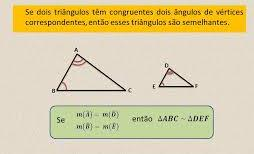 Se dois triângulos têm congruentes dois ângulos de vértices
correspondentes, então esses triângulos são semelhantes.
A
D
B
C
E
F
m(Â) = m(D̂)
Se então ΔABC ~ ΔDEF
m(B̂) = m(Ê)